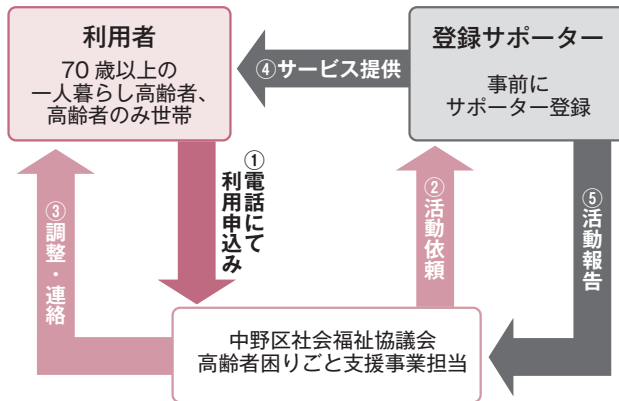 利用者
70歳以上の
一人暮らし高齢者、
高齢者のみ世帯
④サービス提供
登録サポーター
事前に
サポーター登録
①電話にて
利用申込み
②活動依頼
③調整・連絡
⑤活動報告
中野区社会福祉協議会
高齢者困りごと支援事業担当